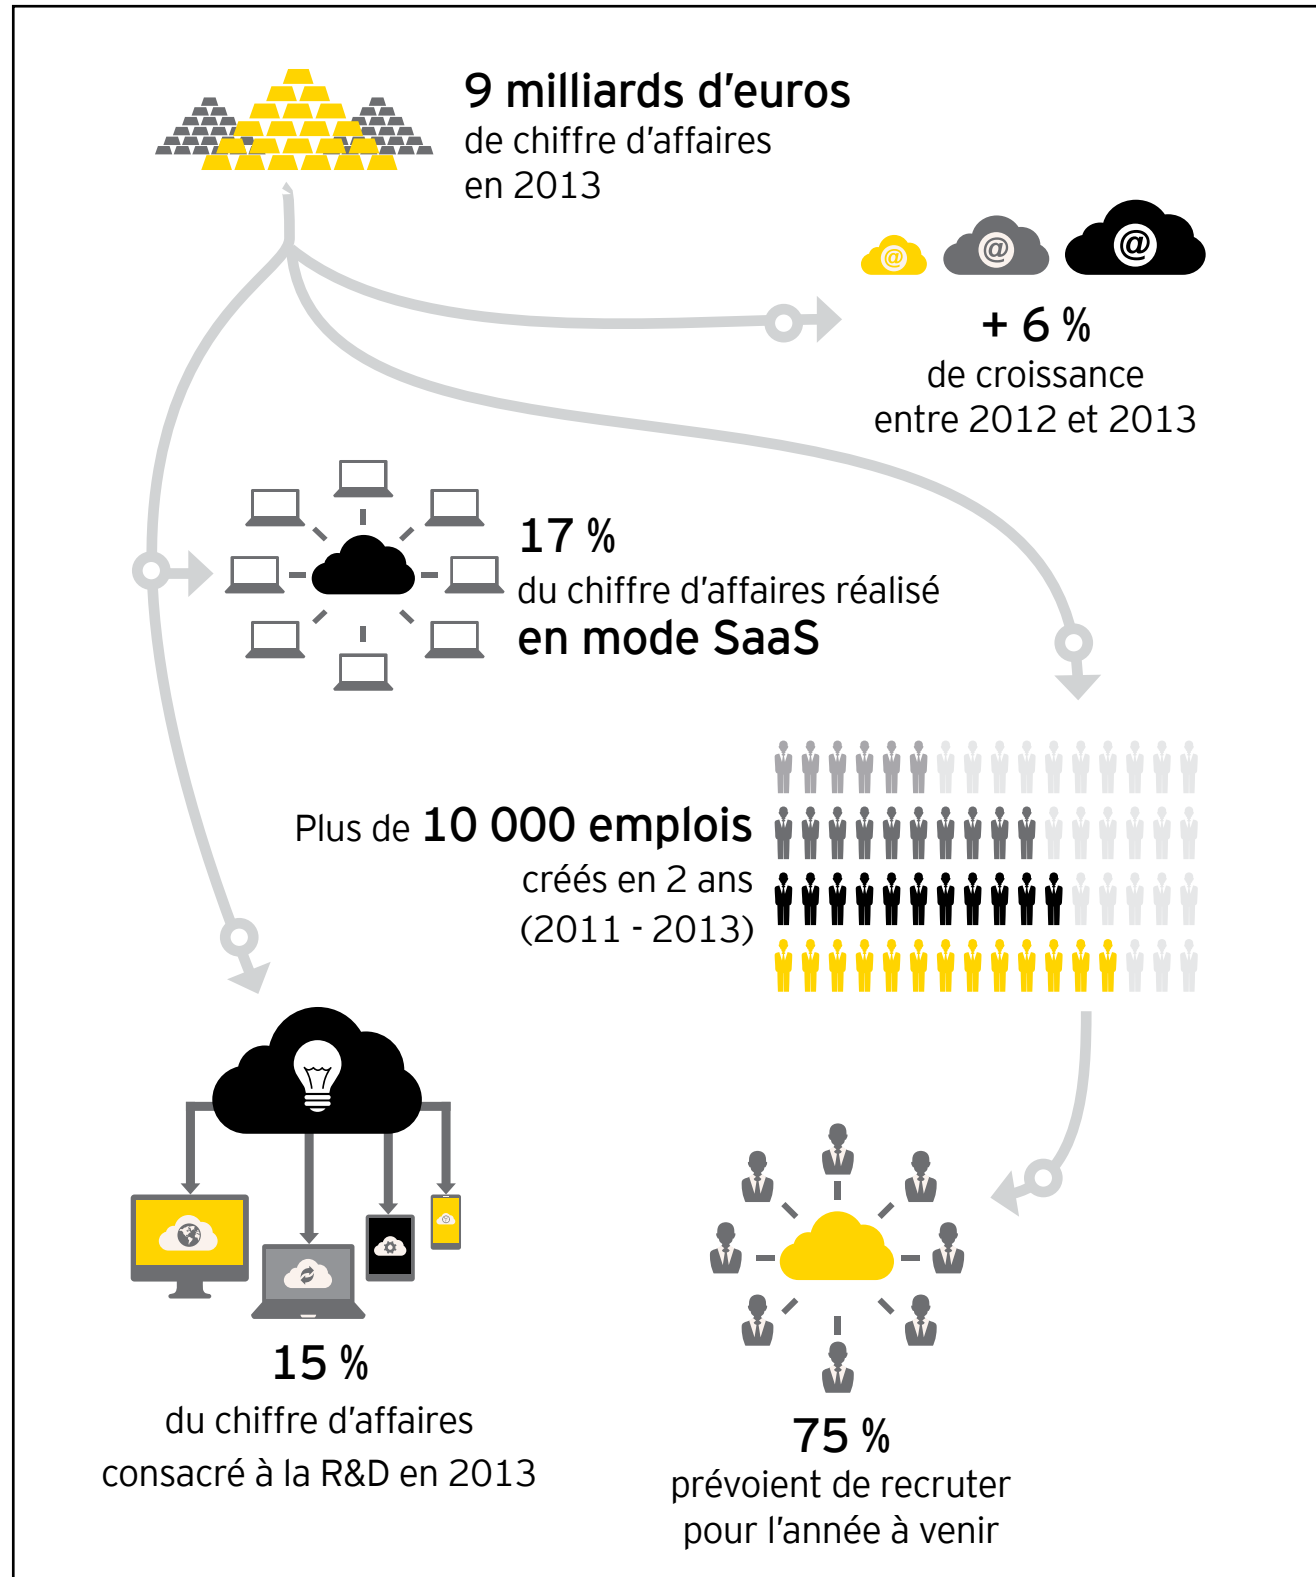 9 milliards d'euros
de chiffre d'affaires
en 2013
@
@
@
+ 6 %
de croissance
entre 2012 et 2013
17 %
du chiffre d'affaires réalisé
en mode SaaS
Plus de 10 000 emplois
créés en 2 ans
(2011 - 2013)
15 %
du chiffre d'affaires
consacré à la R&D en 2013
75 %
prévoient de recruter
pour l'année à venir